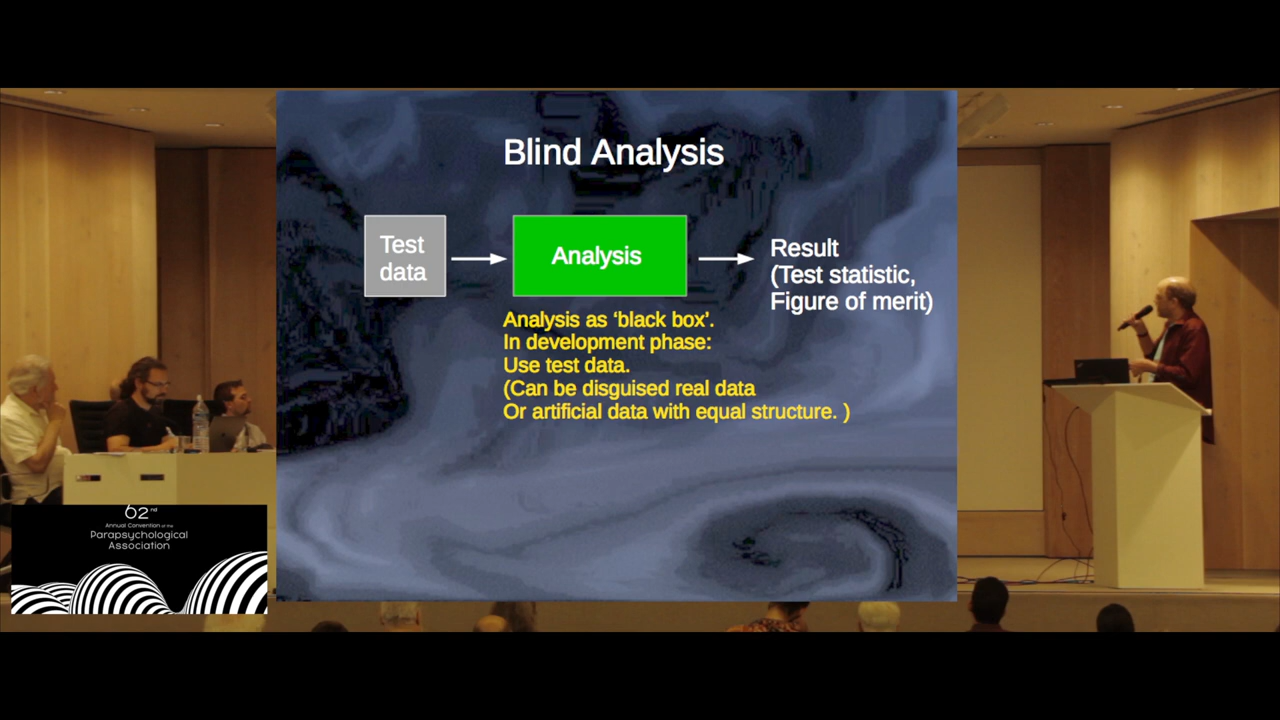 Blind Analysis
Test
data
Analysis
Result
(Test statistic,
Figure of merit)
Analysis as ‘black box’.
In development phase:
Use test data.
(Can be disguised real data
Or artificial data with equal structure. )
62nd
Annual Convention of the
Parapsychological
Association